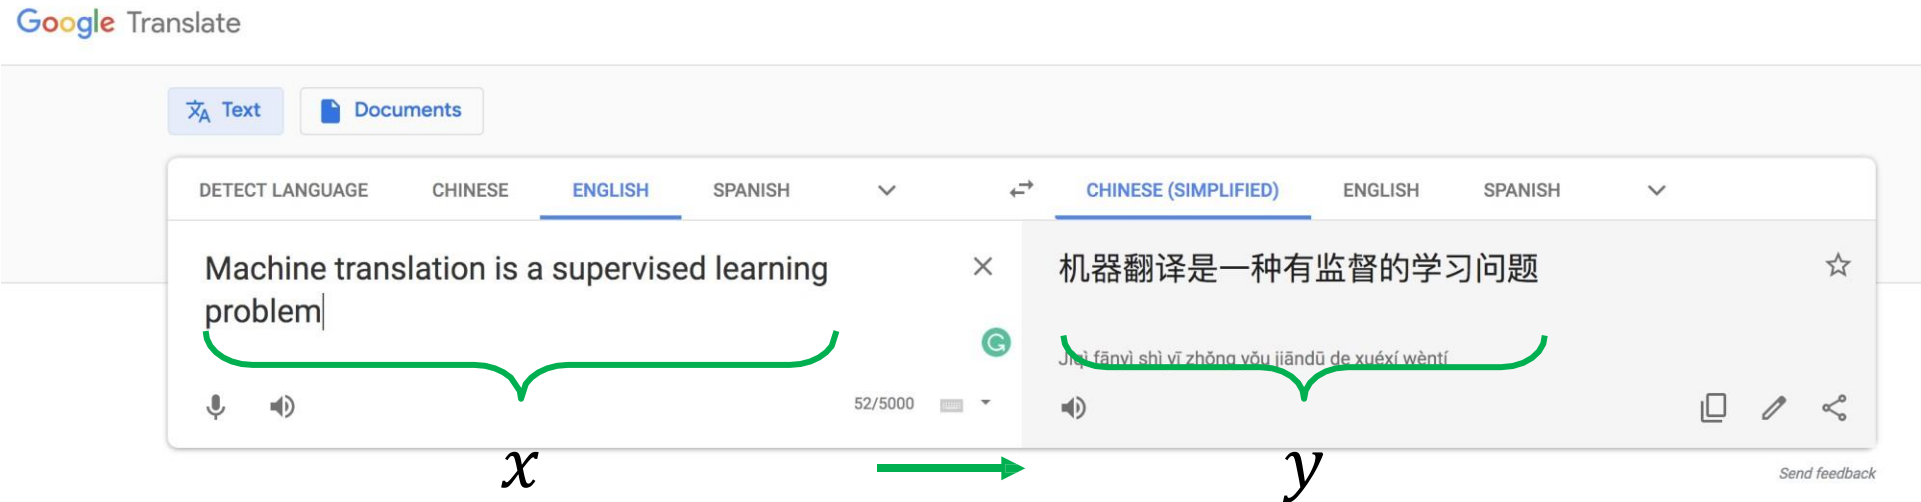 Google Translate
Text Documents
DETECT LANGUAGE CHINESE ENGLISH SPANISH CHINESE (SIMPLIFIED) ENGLISH SPANISH
Machine translation is a supervised learning
problem
机器翻译是一种有监督的学习问题
Jīqì fānyì shì yī zhǒng yǒu jiāndū de xuéxí wèntí
52/5000
x y
Send feedback